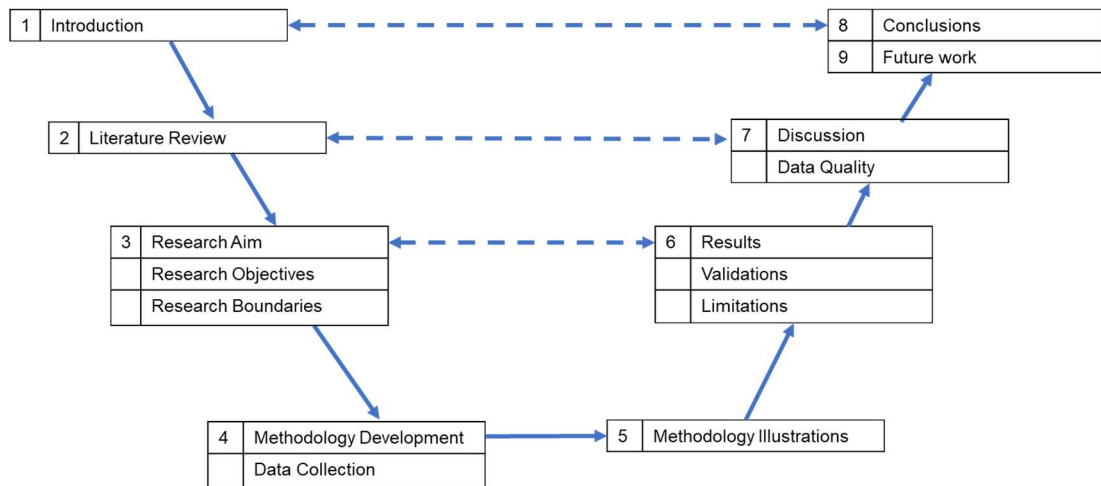 1 Introduction
8 Conclusions
9 Future work
2 Literature Review
7 Discussion
Data Quality
3 Research Aim
Research Objectives
Research Boundaries
6 Results
Validations
Limitations
4 Methodology Development
Data Collection
5 Methodology Illustrations